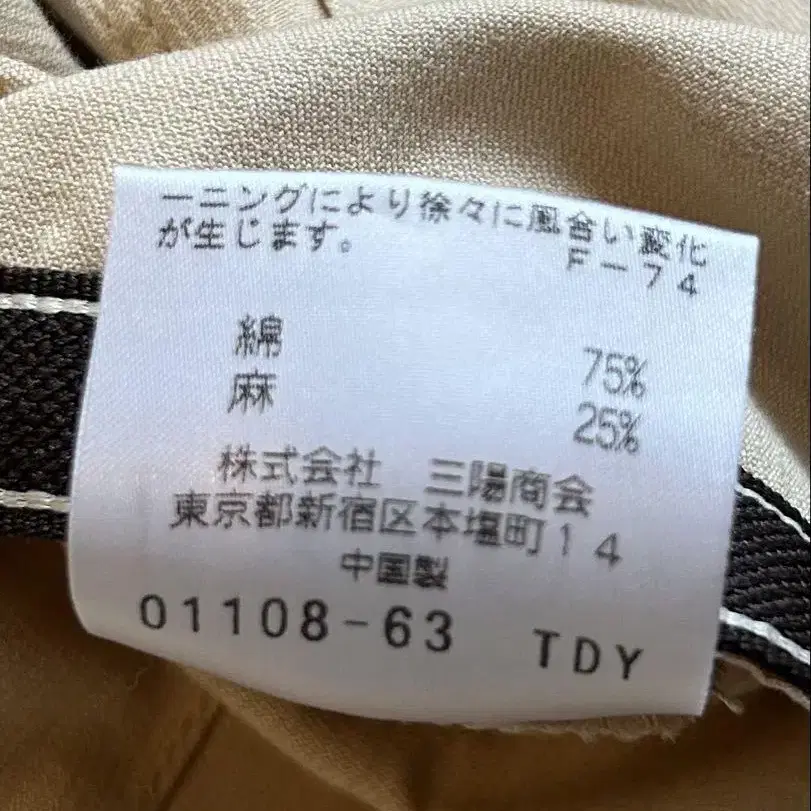 ーニングにより徐々に風合い変化
が生じます。
F-74
綿 75%
麻 25%
株式会社 三陽商会
東京都新宿区本塩町14
中国製
01108-63 TDY